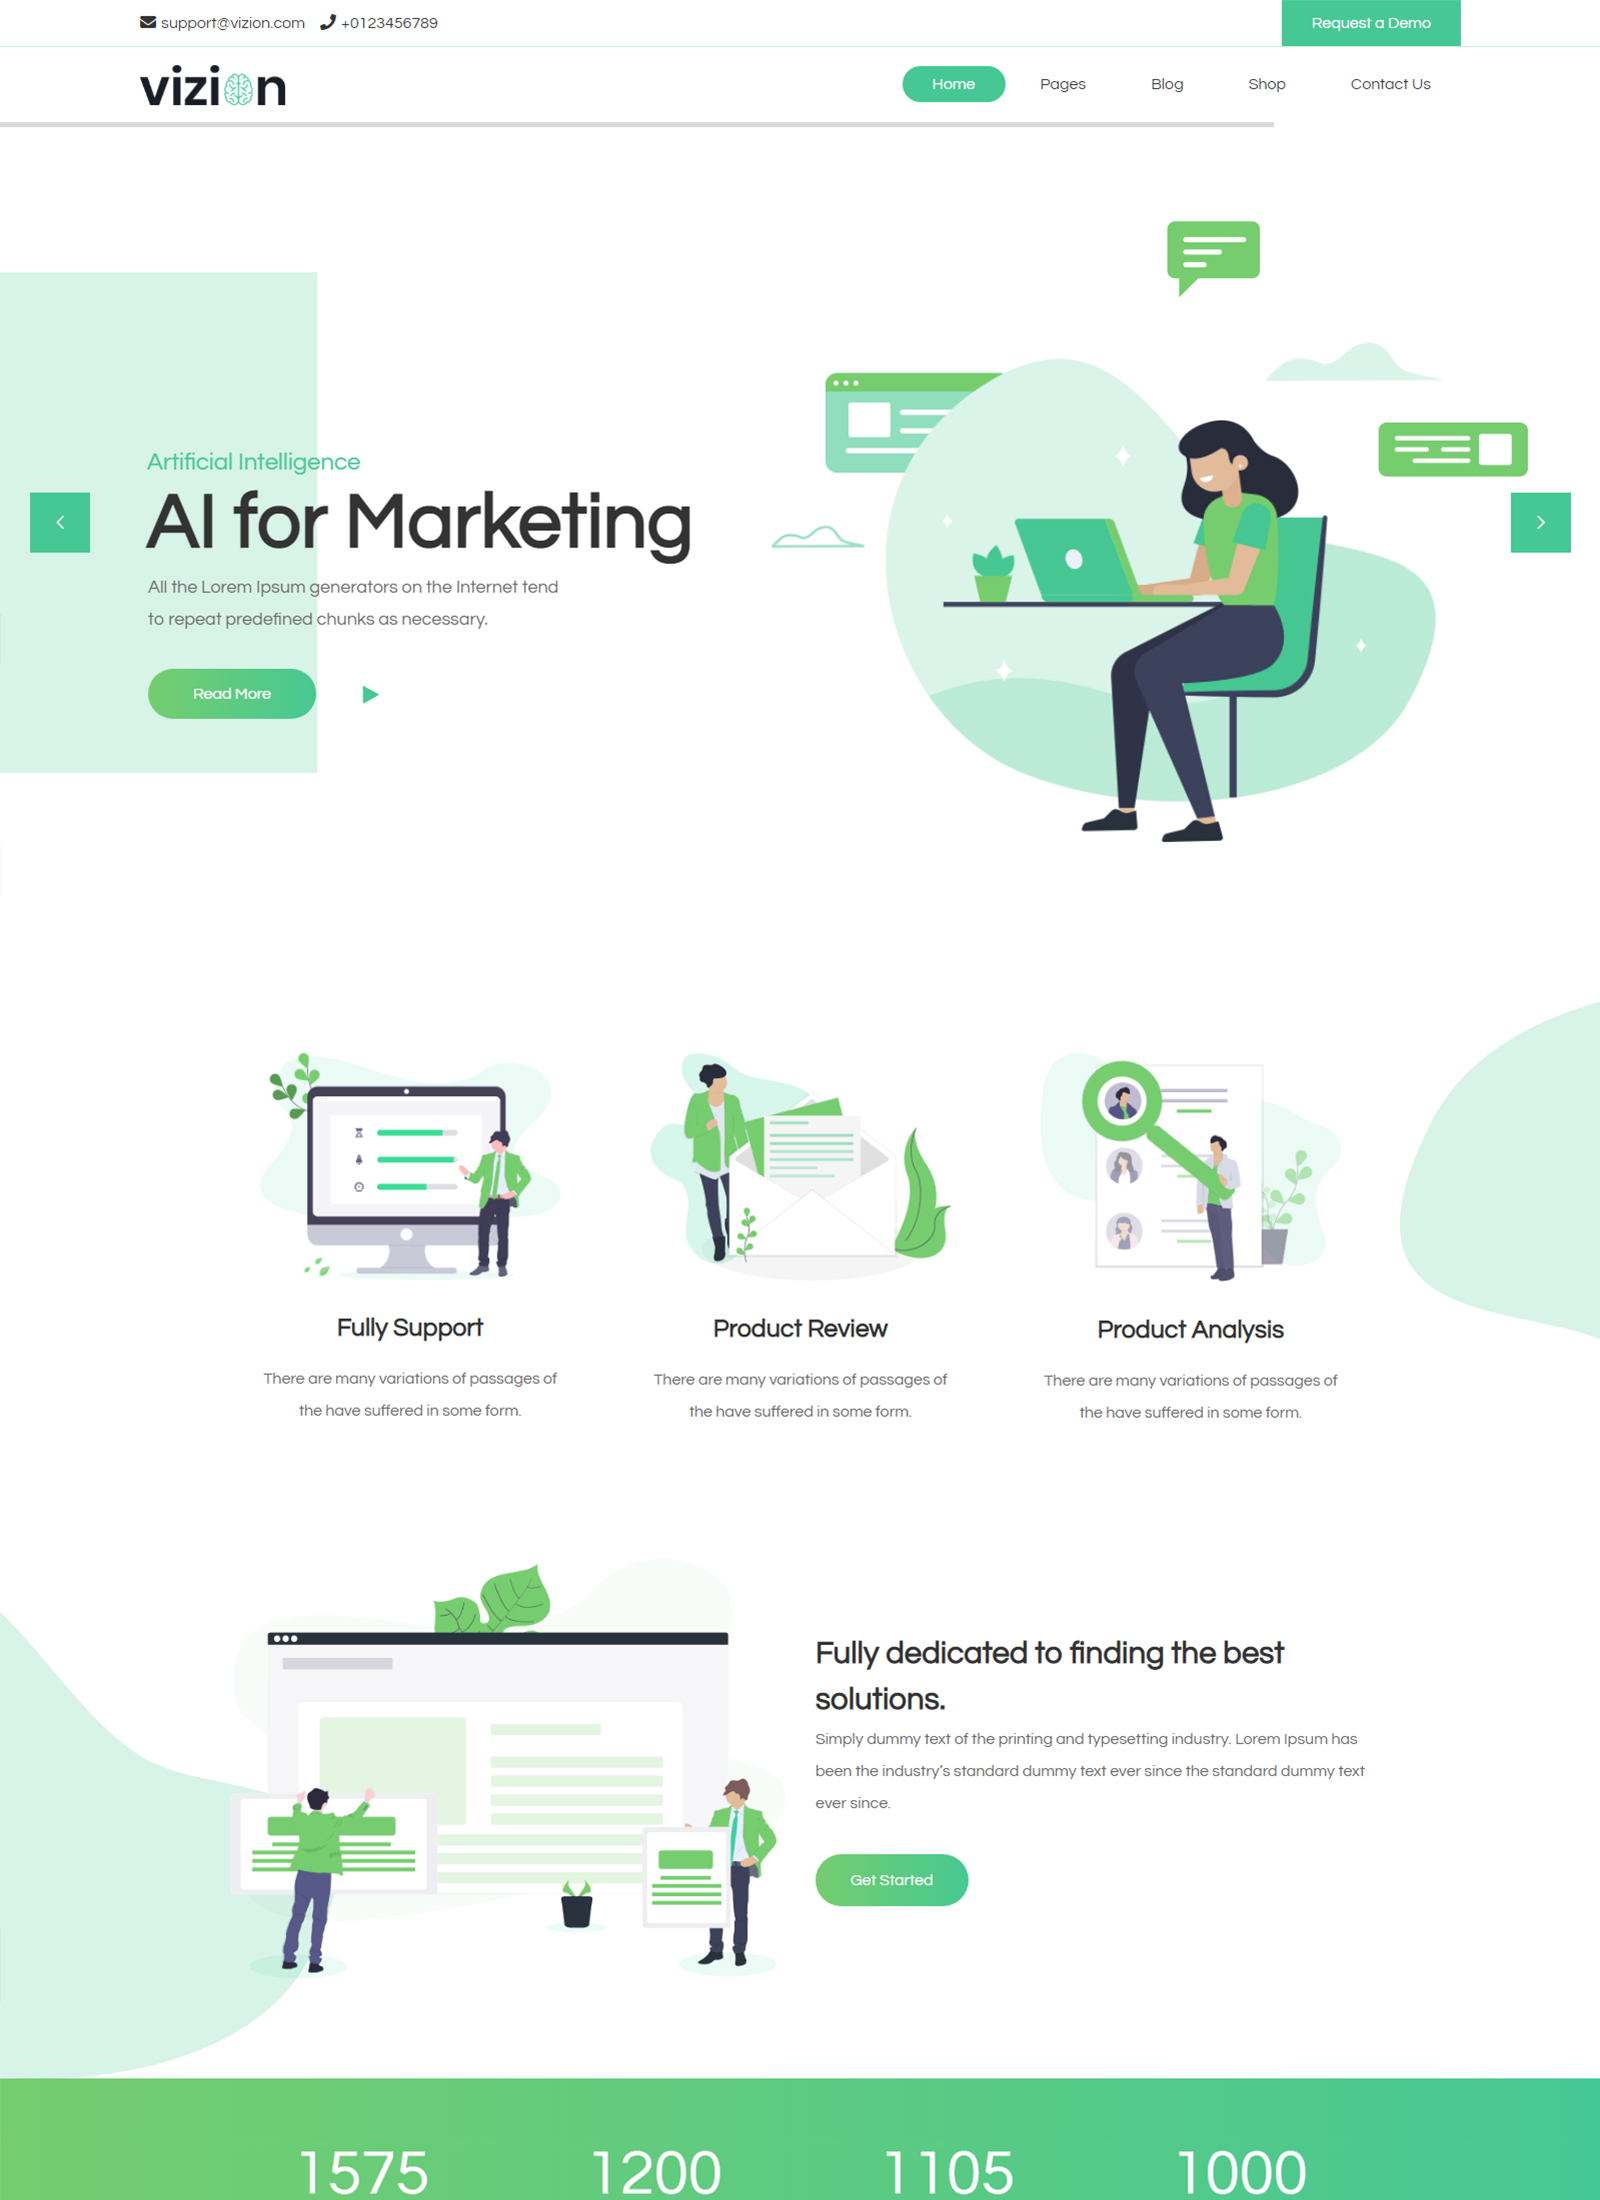 support@vizion.com +0123456789
Request a Demo
vizion
Home Pages Blog Shop Contact Us
Artificial Intelligence
AI for Marketing
All the Lorem Ipsum generators on the Internet tend
to repeat predefined chunks as necessary.
Read More
Fully Support
There are many variations of passages of
the have suffered in some form.
Product Review
There are many variations of passages of
the have suffered in some form.
Product Analysis
There are many variations of passages of
the have suffered in some form.
Fully dedicated to finding the best
solutions.
Simply dummy text of the printing and typesetting industry. Lorem Ipsum has
been the industry’s standard dummy text ever since the standard dummy text
ever since.
Get Started
1575 1200 1105 1000